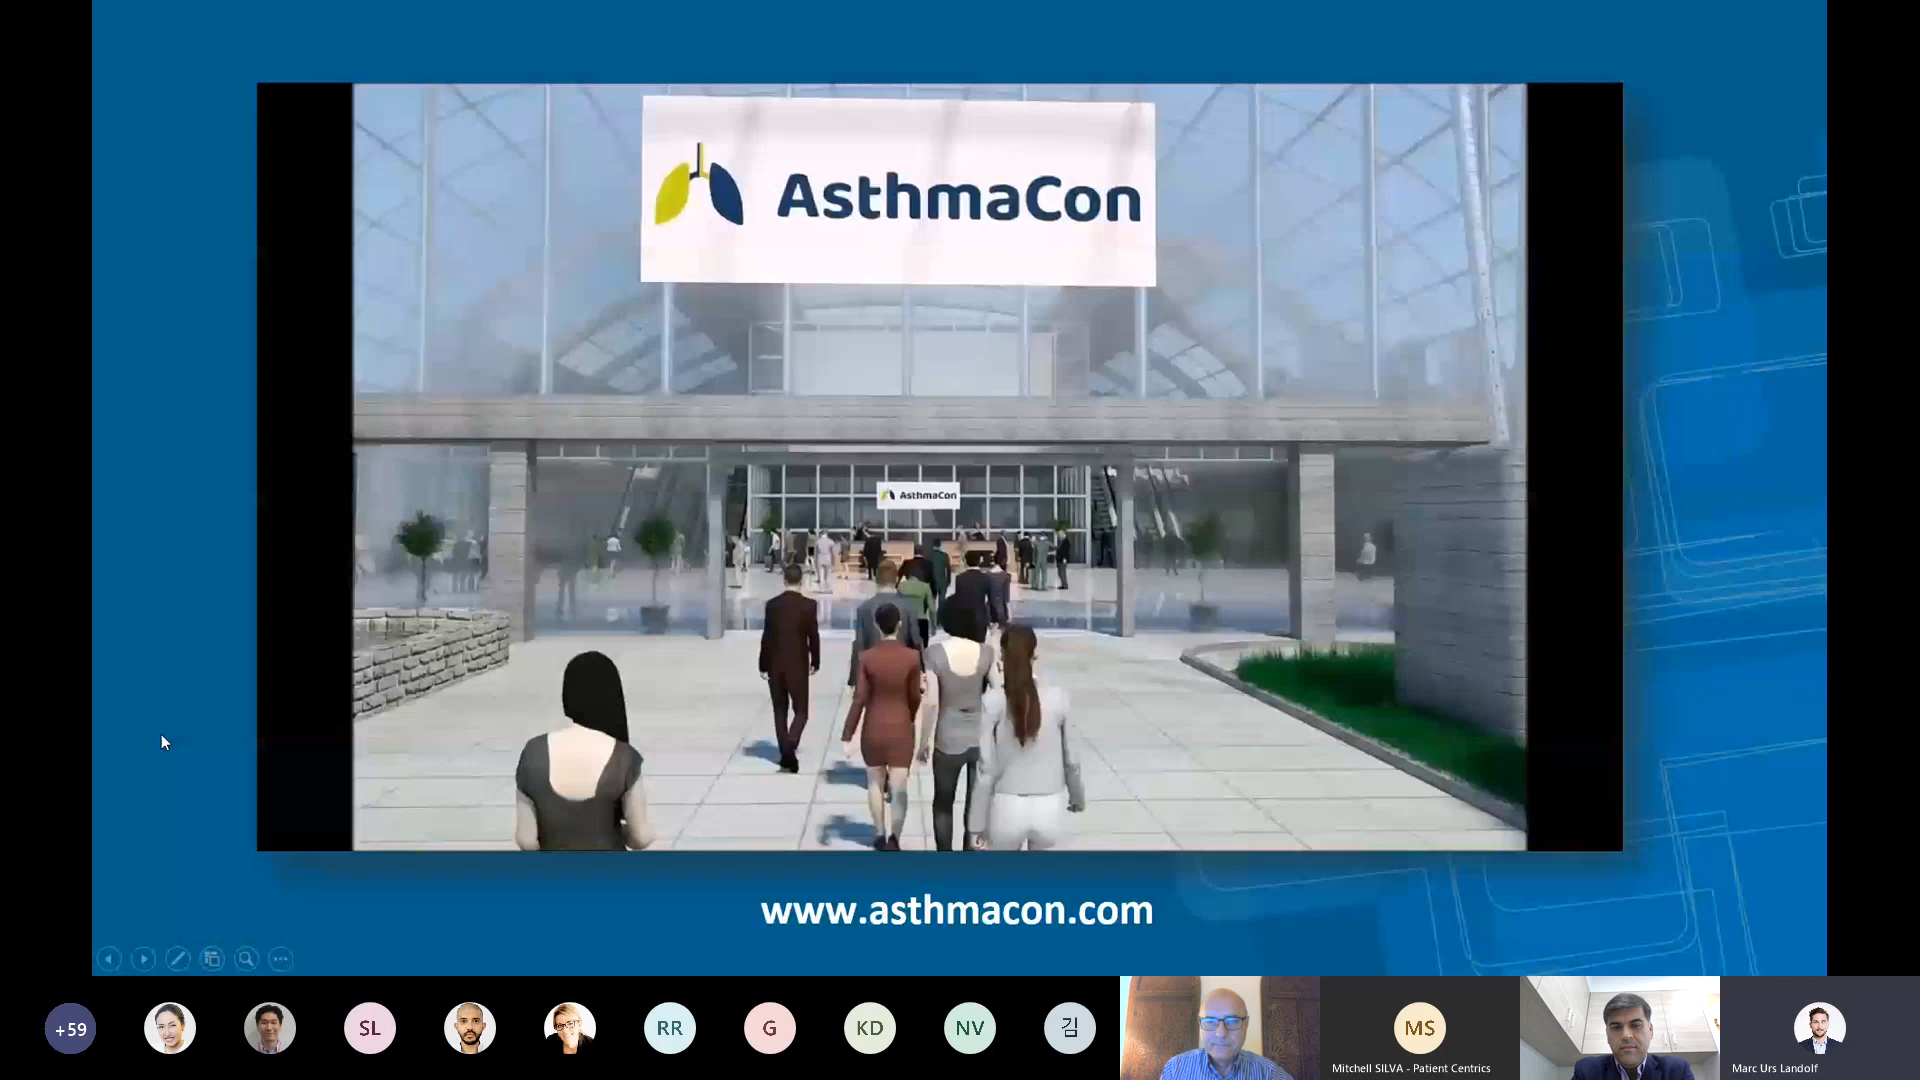 AsthmaCon
AsthmaCon
www.asthmacon.com
+59
SL
RR
G
KD
NV
김
MS
Mitchell SILVA - Patient Centrics
Marc Urs Landolf